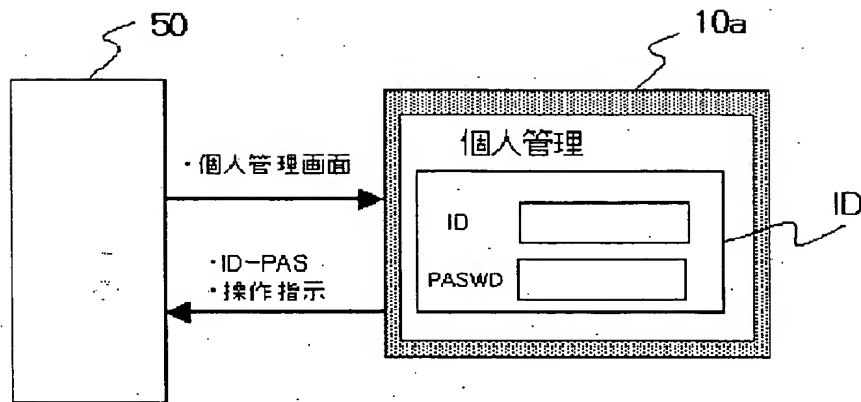 50
10a
個人管理
・個人管理画面
ID
ID
・ID-PAS
・操作指示
PASWD